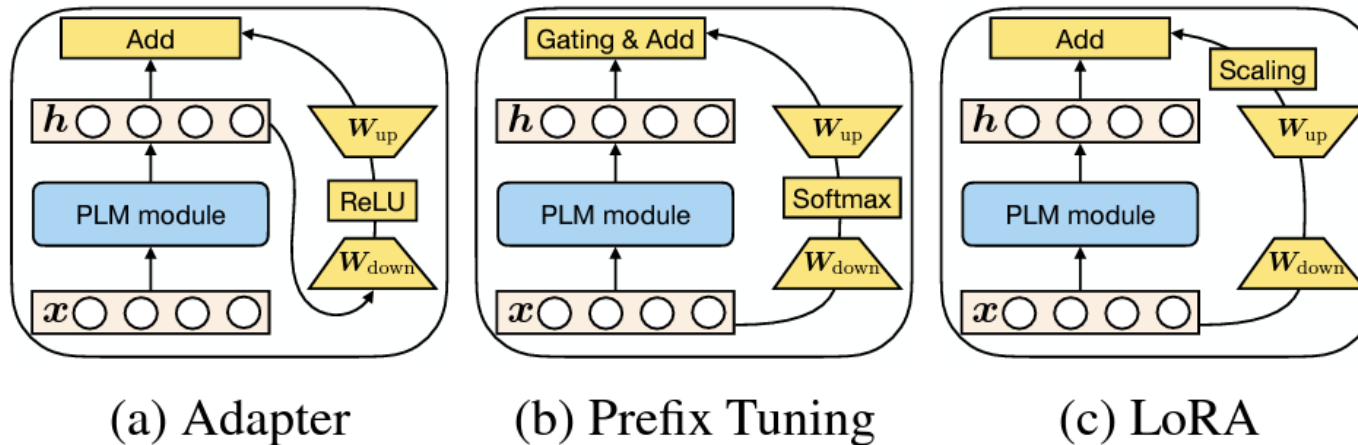 Add
h
W_up
PLM module
ReLU
W_down
x
(a) Adapter
Gating & Add
h
W_up
PLM module
Softmax
W_down
x
(b) Prefix Tuning
Add
Scaling
h
W_up
PLM module
W_down
x
(c) LoRA